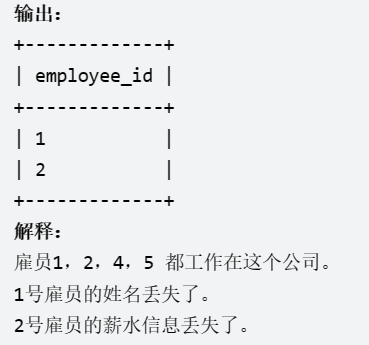 输出：
+-------------+
| employee_id |
+-------------+
| 1           |
| 2           |
+-------------+
解释：
雇员1，2，4，5 都工作在这个公司。
1号雇员的姓名丢失了。
2号雇员的薪水信息丢失了。